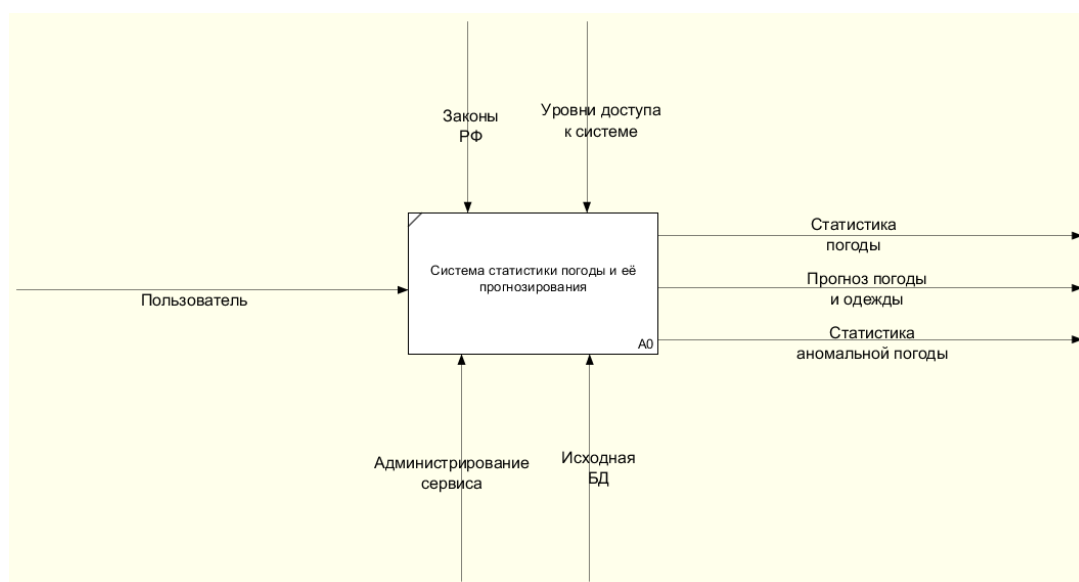 Законы
РФ
Уровни доступа
к системе
Статистика
погоды
Система статистики погоды и её
прогнозирования
Прогноз погоды
и одежды
Пользователь
Статистика
аномальной погоды
A0
Администрирование
сервиса
Исходная
БД